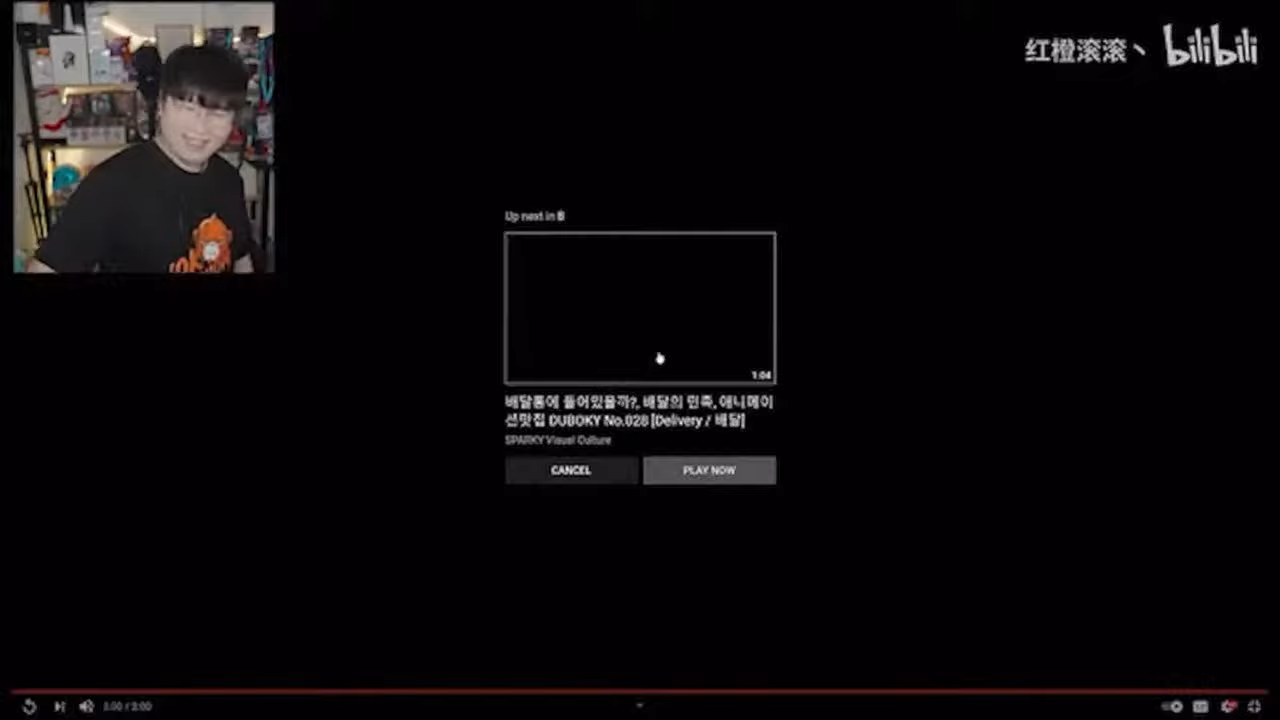 红橙滚滚丶 bilibili
Up next in 8
1:04
배달통에 들어있을까?, 배달의 민족, 애니메이
션맛집 DUBOKY No.028 [Delivery / 배달]
SPARKY Visual Culture
CANCEL
PLAY NOW